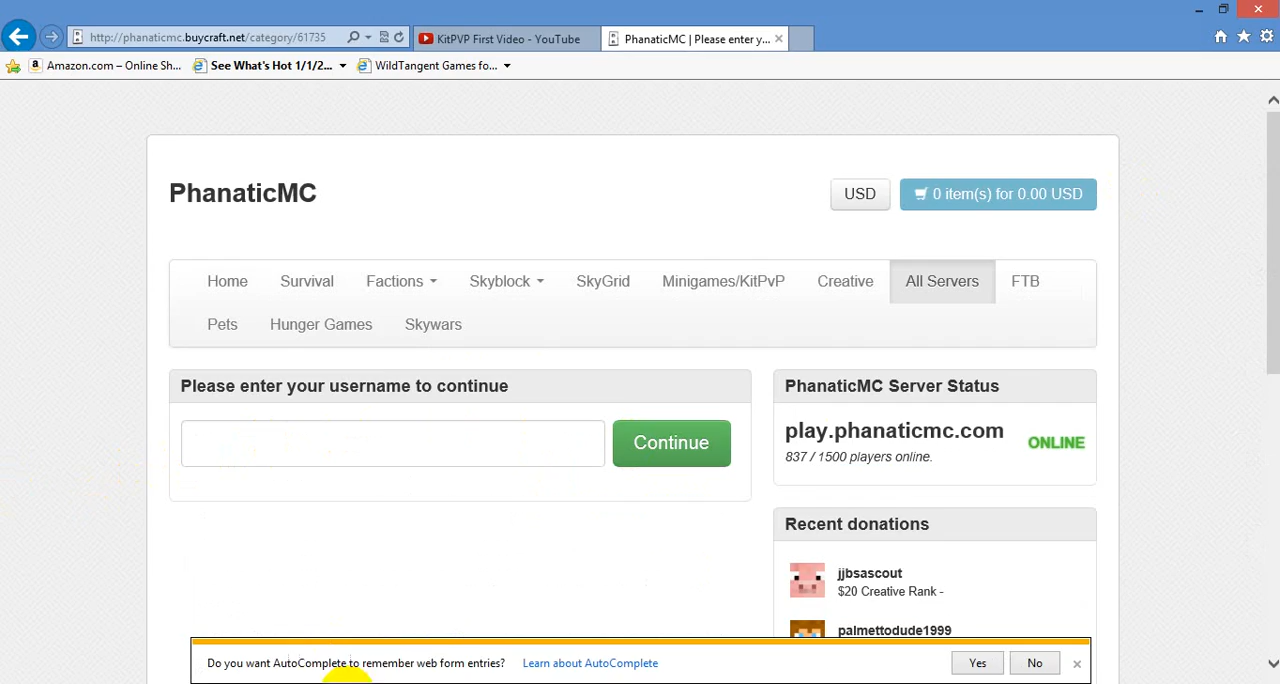 http://phanaticmc.buycraft.net/category/61735
KitPVP First Video - YouTube
PhanaticMC | Please enter y...
Amazon.com – Online Sh...
See What's Hot 1/1/2...
WildTangent Games fo...
PhanaticMC
USD
0 item(s) for 0.00 USD
Home Survival Factions Skyblock SkyGrid Minigames/KitPvP Creative All Servers FTB
Pets Hunger Games Skywars
Please enter your username to continue
Continue
PhanaticMC Server Status
play.phanaticmc.com
ONLINE
837 / 1500 players online.
Recent donations
jjbsascout
$20 Creative Rank -
palmettodude1999
Do you want AutoComplete to remember web form entries? Learn about AutoComplete Yes No